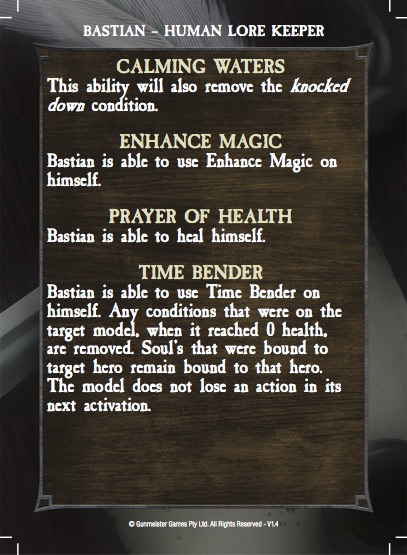 BASTIAN – HUMAN LORE KEEPER
CALMING WATERS
This ability will also remove the knocked
down condition.
ENHANCE MAGIC
Bastian is able to use Enhance Magic on
himself.
PRAYER OF HEALTH
Bastian is able to heal himself.
TIME BENDER
Bastian is able to use Time Bender on
himself. Any conditions that were on the
target model, when it reached 0 health,
are removed. Soul's that were bound to
target hero remain bound to that hero.
The model does not lose an action in its
next activation.
© Gunmeister Games Pty Ltd. All Rights Reserved - V1.4